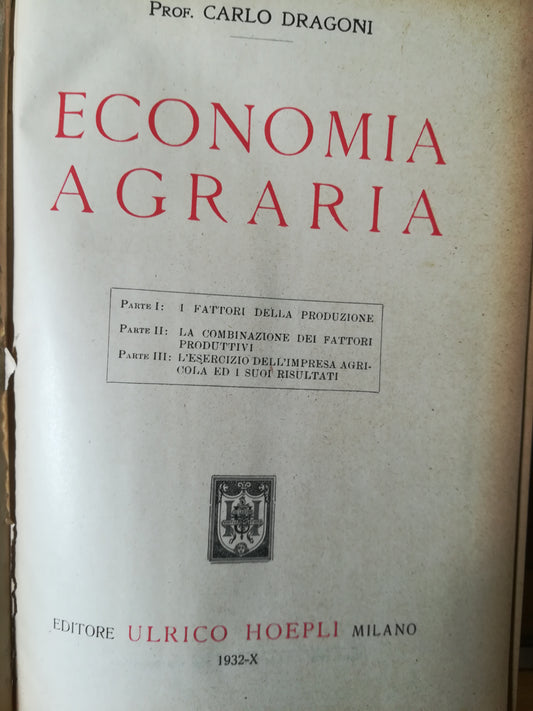 PROF. CARLO DRAGONI
ECONOMIA
AGRARIA
PARTE I: I FATTORI DELLA PRODUZIONE
PARTE II: LA COMBINAZIONE DEI FATTORI
PRODUTTIVI
PARTE III: L'ESERCIZIO DELL'IMPRESA AGRI-
COLA ED I SUOI RISULTATI
EDITORE ULRICO HOEPLI MILANO
1932-X